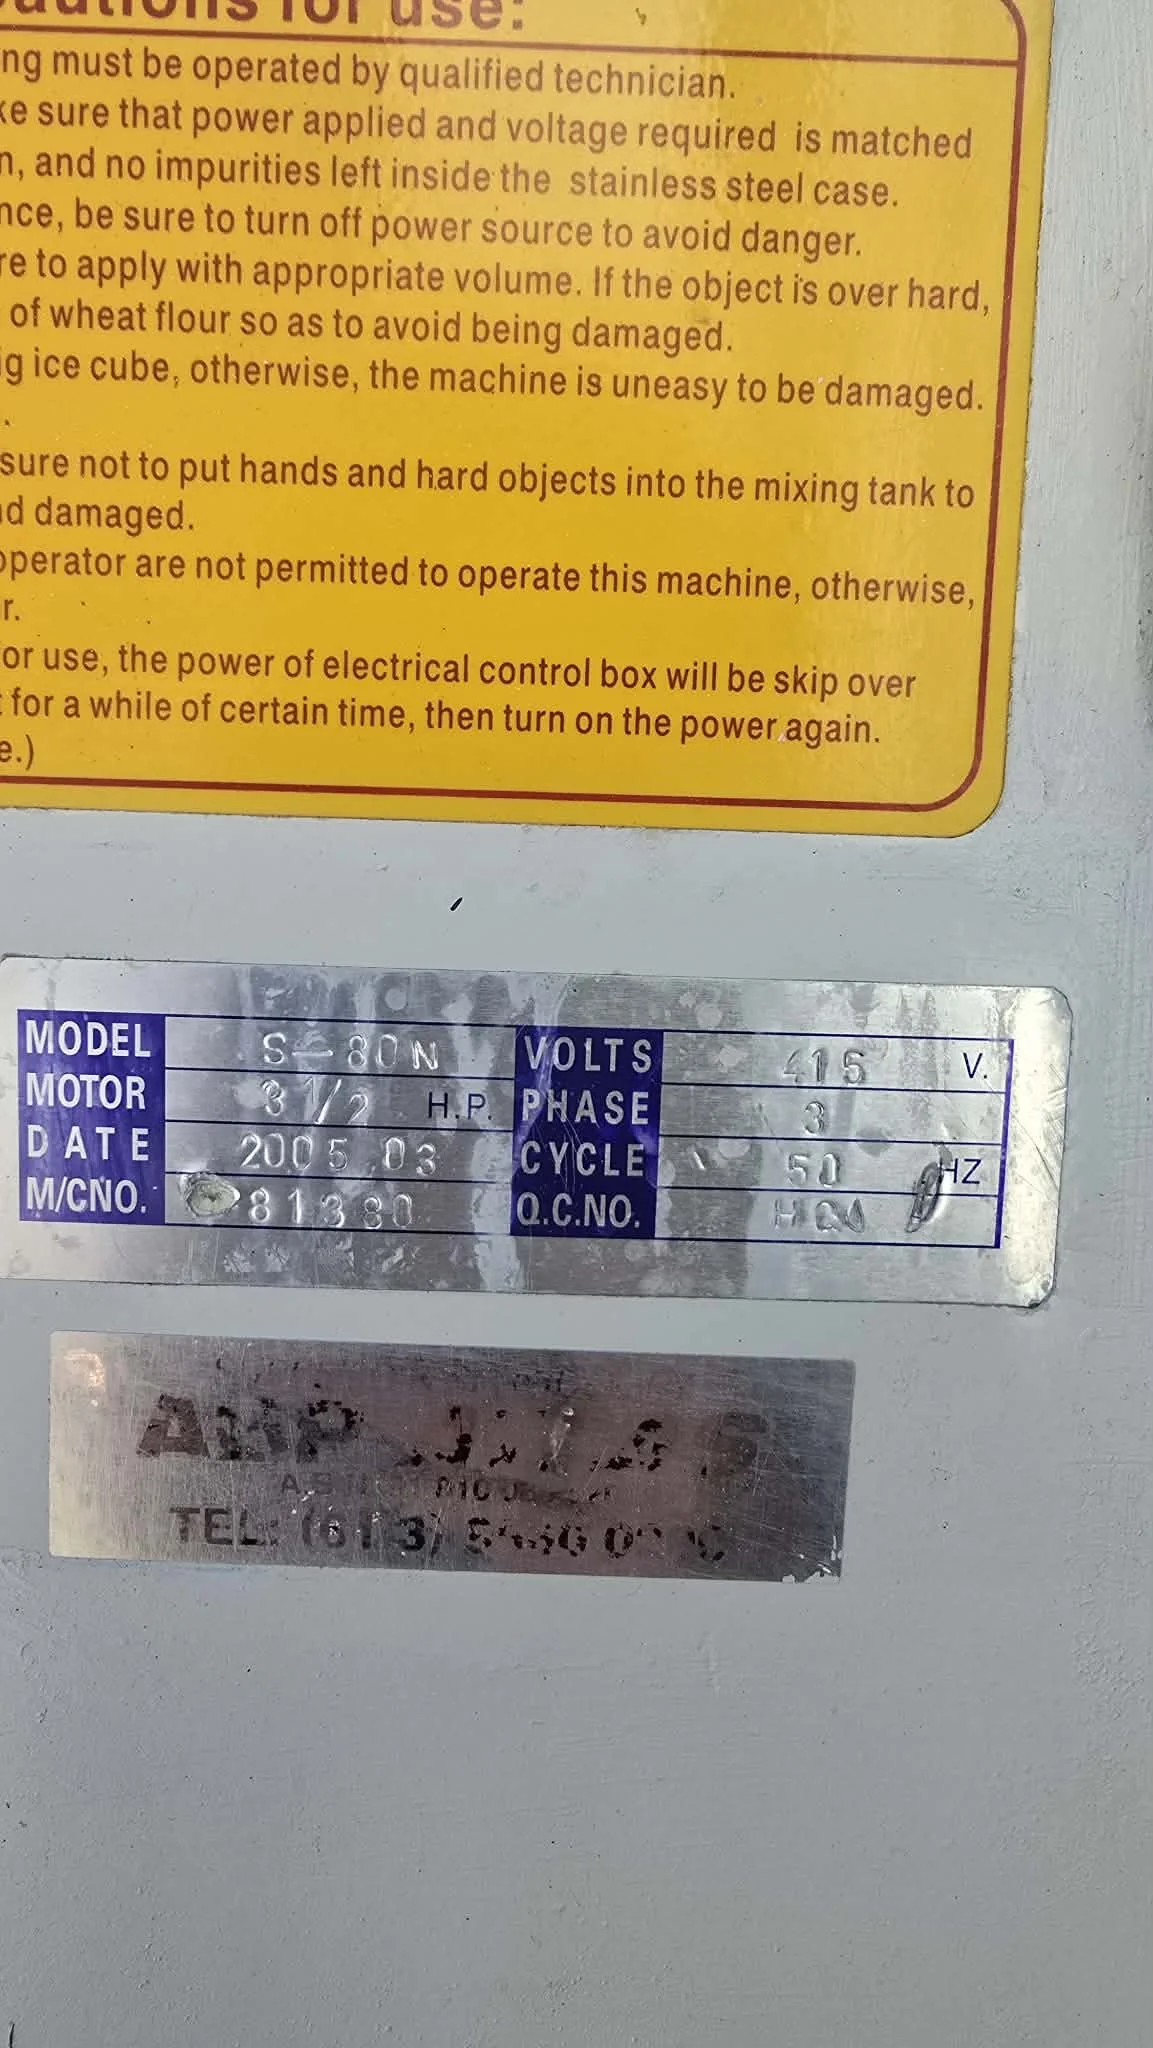 Cautions for use:
ng must be operated by qualified technician.
ke sure that power applied and voltage required is matched
n, and no impurities left inside the stainless steel case.
nce, be sure to turn off power source to avoid danger.
re to apply with appropriate volume. If the object is over hard,
of wheat flour so as to avoid being damaged.
ig ice cube, otherwise, the machine is uneasy to be damaged.
.
sure not to put hands and hard objects into the mixing tank to
nd damaged.
operator are not permitted to operate this machine, otherwise,
r.
or use, the power of electrical control box will be skip over
t for a while of certain time, then turn on the power again.
e.)
MODEL S-80N VOLTS 415 V.
MOTOR 3 1/2 H.P. PHASE 3
DATE 2005.03 CYCLE 50 HZ
M/CNO. 81380 Q.C.NO.
TEL: (613)